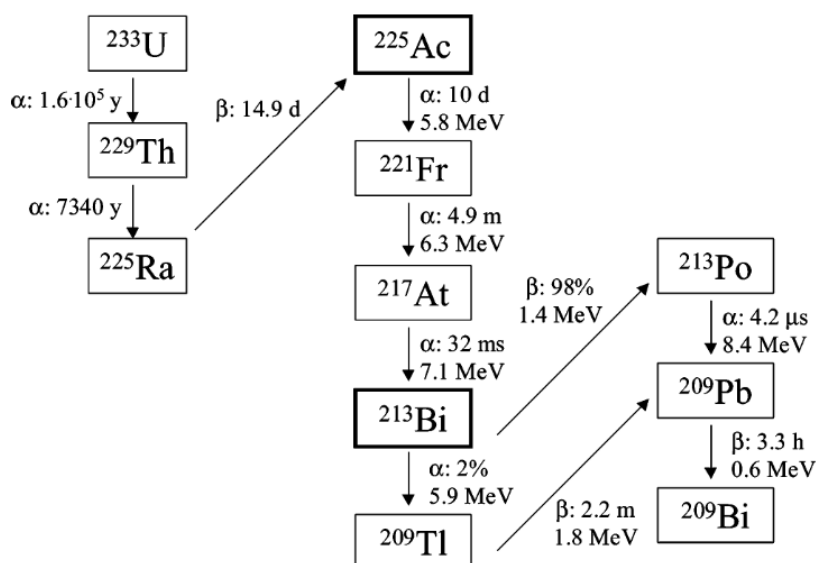 ²³³U
α: 1.6·10⁵ y
²²⁹Th
α: 7340 y
²²⁵Ra
β: 14.9 d
²²⁵Ac
α: 10 d
5.8 MeV
²²¹Fr
α: 4.9 m
6.3 MeV
²¹⁷At
α: 32 ms
7.1 MeV
²¹³Bi
α: 2%
5.9 MeV
²⁰⁹Tl
β: 98%
1.4 MeV
β: 2.2 m
1.8 MeV
²¹³Po
α: 4.2 μs
8.4 MeV
²⁰⁹Pb
β: 3.3 h
0.6 MeV
²⁰⁹Bi